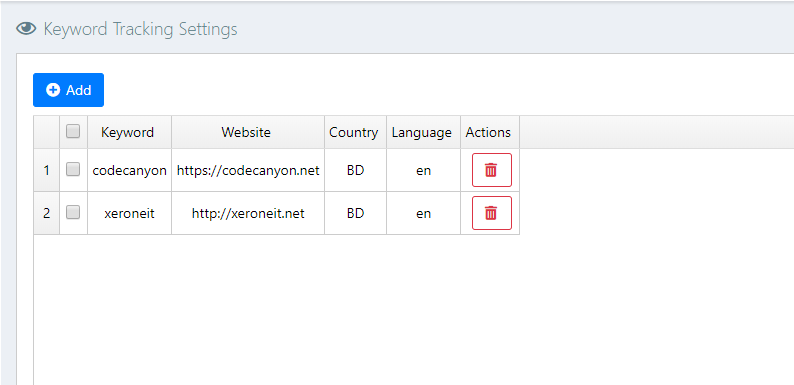 Keyword Tracking Settings
Add
Keyword Website Country Language Actions
1 codecanyon https://codecanyon.net BD en
2 xeroneit http://xeroneit.net BD en